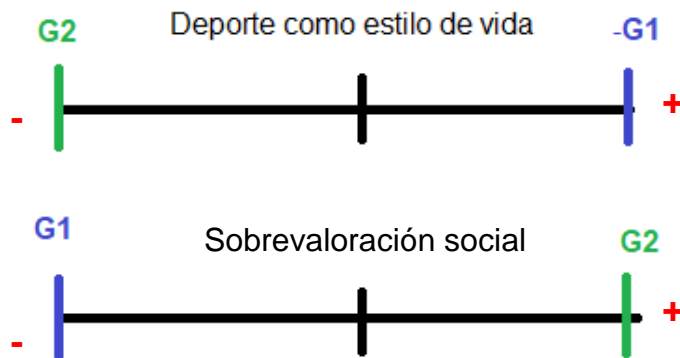 G2 Deporte como estilo de vida -G1
- +
G1 Sobrevaloración social G2
- +